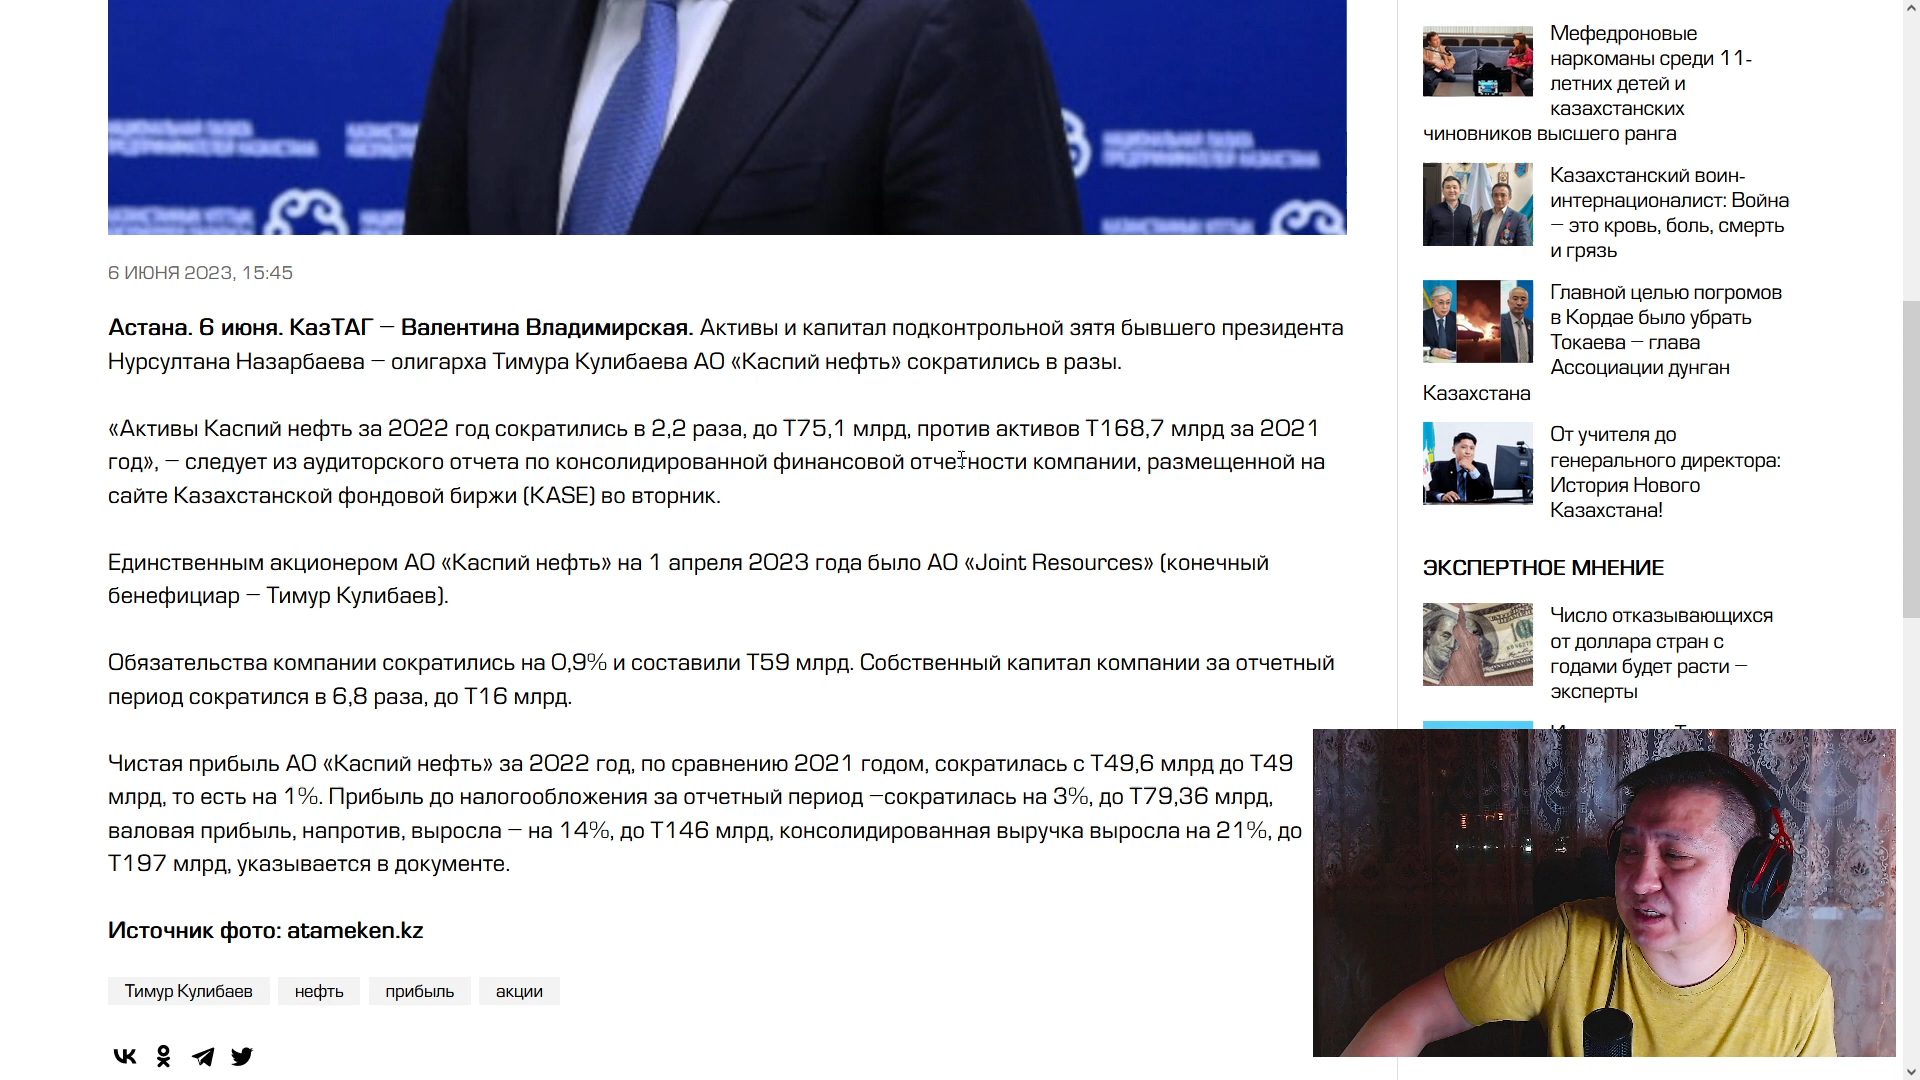 6 ИЮНЯ 2023, 15:45
Астана. 6 июня. КазТАГ – Валентина Владимирская. Активы и капитал подконтрольной зятя бывшего президента
Нурсултана Назарбаева – олигарха Тимура Кулибаева АО «Каспий нефть» сократились в разы.
«Активы Каспий нефть за 2022 год сократились в 2,2 раза, до Т75,1 млрд, против активов Т168,7 млрд за 2021
год», – следует из аудиторского отчета по консолидированной финансовой отчетности компании, размещенной на
сайте Казахстанской фондовой биржи (KASE) во вторник.
Единственным акционером АО «Каспий нефть» на 1 апреля 2023 года было АО «Joint Resources» (конечный
бенефициар – Тимур Кулибаев).
Обязательства компании сократились на 0,9% и составили Т59 млрд. Собственный капитал компании за отчетный
период сократился в 6,8 раза, до Т16 млрд.
Чистая прибыль АО «Каспий нефть» за 2022 год, по сравнению 2021 годом, сократилась с Т49,6 млрд до Т49
млрд, то есть на 1%. Прибыль до налогообложения за отчетный период –сократилась на 3%, до Т79,36 млрд,
валовая прибыль, напротив, выросла – на 14%, до Т146 млрд, консолидированная выручка выросла на 21%, до
Т197 млрд, указывается в документе.
Источник фото: atameken.kz
Тимур Кулибаев
нефть
прибыль
акции
Мефедроновые
наркоманы среди 11-
летних детей и
казахстанских
чиновников высшего ранга
Казахстанский воин-
интернационалист: Война
– это кровь, боль, смерть
и грязь
Главной целью погромов
в Кордае было убрать
Токаева – глава
Ассоциации дунган
Казахстана
От учителя до
генерального директора:
История Нового
Казахстана!
ЭКСПЕРТНОЕ МНЕНИЕ
Число отказывающихся
от доллара стран с
годами будет расти –
эксперты